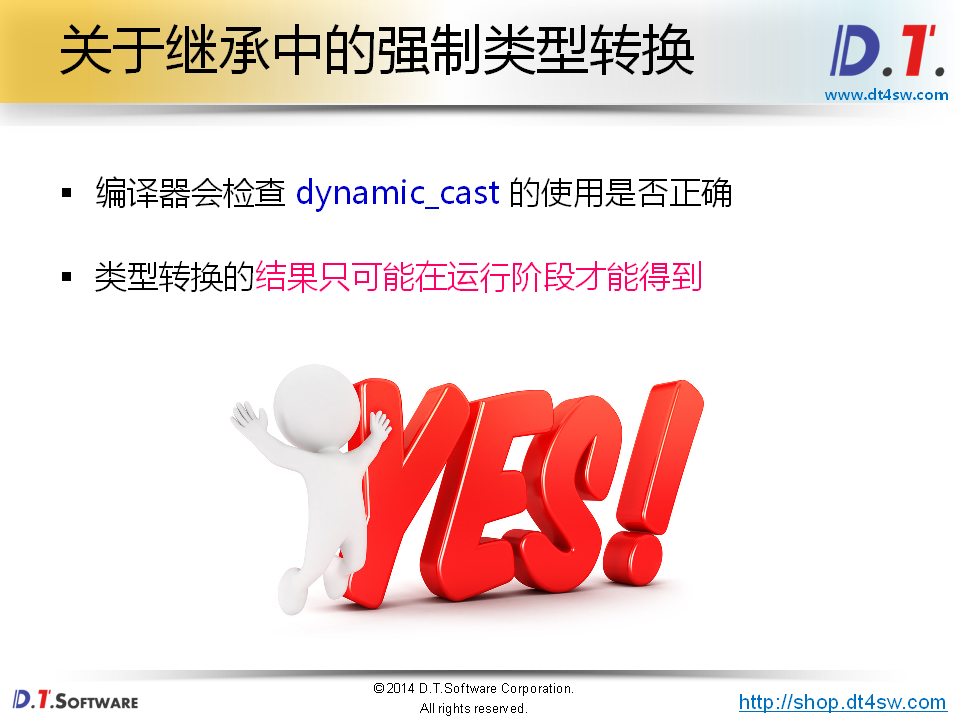 关于继承中的强制类型转换
D.T.
www.dt4sw.com
▪ 编译器会检查 dynamic_cast 的使用是否正确
▪ 类型转换的结果只可能在运行阶段才能得到
YES!
D.T.SOFTWARE
©2014 D.T.Software Corporation.
All rights reserved.
http://shop.dt4sw.com